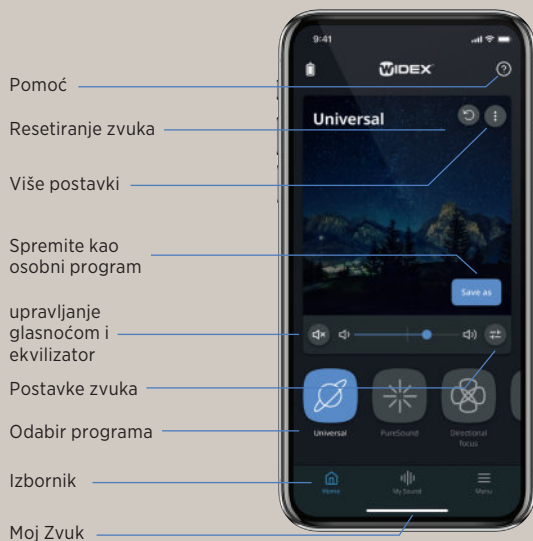 Pomoć
Resetiranje zvuka
Više postavki
Spremite kao
osobni program
upravljanje
glasnoćom i
ekvilizator
Postavke zvuka
Odabir programa
Izbornik
Moj Zvuk
9:41
WIDEX
Universal
Save as
Universal
PureSound
Directional
focus
Home
My Sound
Menu